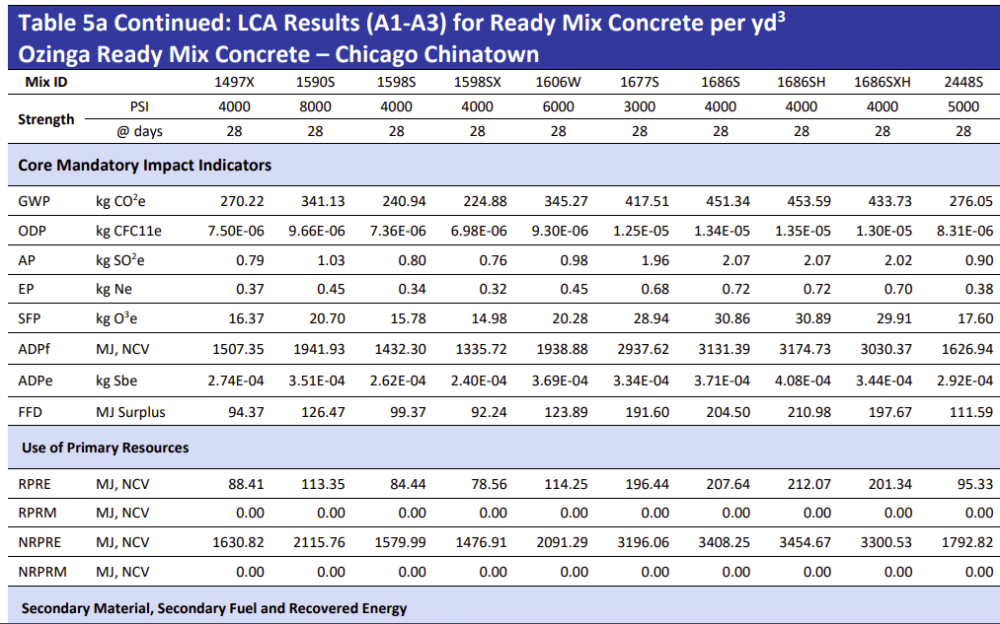 Table 5a Continued: LCA Results (A1-A3) for Ready Mix Concrete per yd³
Ozinga Ready Mix Concrete – Chicago Chinatown
Mix ID 1497X 1590S 1598S 1598SX 1606W 1677S 1686S 1686SH 1686SXH 2448S
Strength PSI 4000 8000 4000 4000 6000 3000 4000 4000 4000 5000
@ days 28 28 28 28 28 28 28 28 28 28
Core Mandatory Impact Indicators
GWP kg CO²e 270.22 341.13 240.94 224.88 345.27 417.51 451.34 453.59 433.73 276.05
ODP kg CFC11e 7.50E-06 9.66E-06 7.36E-06 6.98E-06 9.30E-06 1.25E-05 1.34E-05 1.35E-05 1.30E-05 8.31E-06
AP kg SO²e 0.79 1.03 0.80 0.76 0.98 1.96 2.07 2.07 2.02 0.90
EP kg Ne 0.37 0.45 0.34 0.32 0.45 0.68 0.72 0.72 0.70 0.38
SFP kg O³e 16.37 20.70 15.78 14.98 20.28 28.94 30.86 30.89 29.91 17.60
ADPf MJ, NCV 1507.35 1941.93 1432.30 1335.72 1938.88 2937.62 3131.39 3174.73 3030.37 1626.94
ADPe kg Sbe 2.74E-04 3.51E-04 2.62E-04 2.40E-04 3.69E-04 3.34E-04 3.71E-04 4.08E-04 3.44E-04 2.92E-04
FFD MJ Surplus 94.37 126.47 99.37 92.24 123.89 191.60 204.50 210.98 197.67 111.59
Use of Primary Resources
RPRE MJ, NCV 88.41 113.35 84.44 78.56 114.25 196.44 207.64 212.07 201.34 95.33
RPRM MJ, NCV 0.00 0.00 0.00 0.00 0.00 0.00 0.00 0.00 0.00 0.00
NRPRE MJ, NCV 1630.82 2115.76 1579.99 1476.91 2091.29 3196.06 3408.25 3454.67 3300.53 1792.82
NRPRM MJ, NCV 0.00 0.00 0.00 0.00 0.00 0.00 0.00 0.00 0.00 0.00
Secondary Material, Secondary Fuel and Recovered Energy